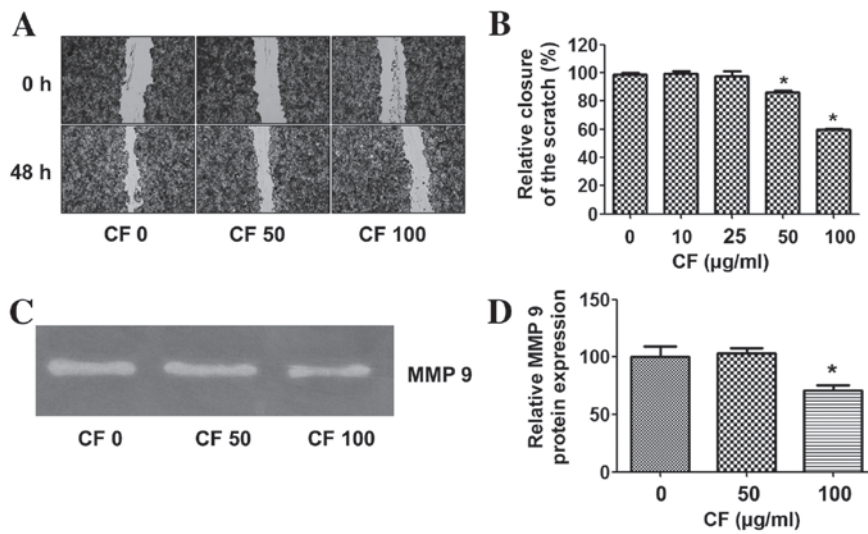 A
0 h
48 h
CF 0 CF 50 CF 100
B
Relative closure
of the scratch (%)
120
100
80
60
40
20
0
*
*
0 10 25 50 100
CF (µg/ml)
C
MMP 9
CF 0 CF 50 CF 100
D
Relative MMP 9
protein expression
150
100
50
0
*
0 50 100
CF (µg/ml)